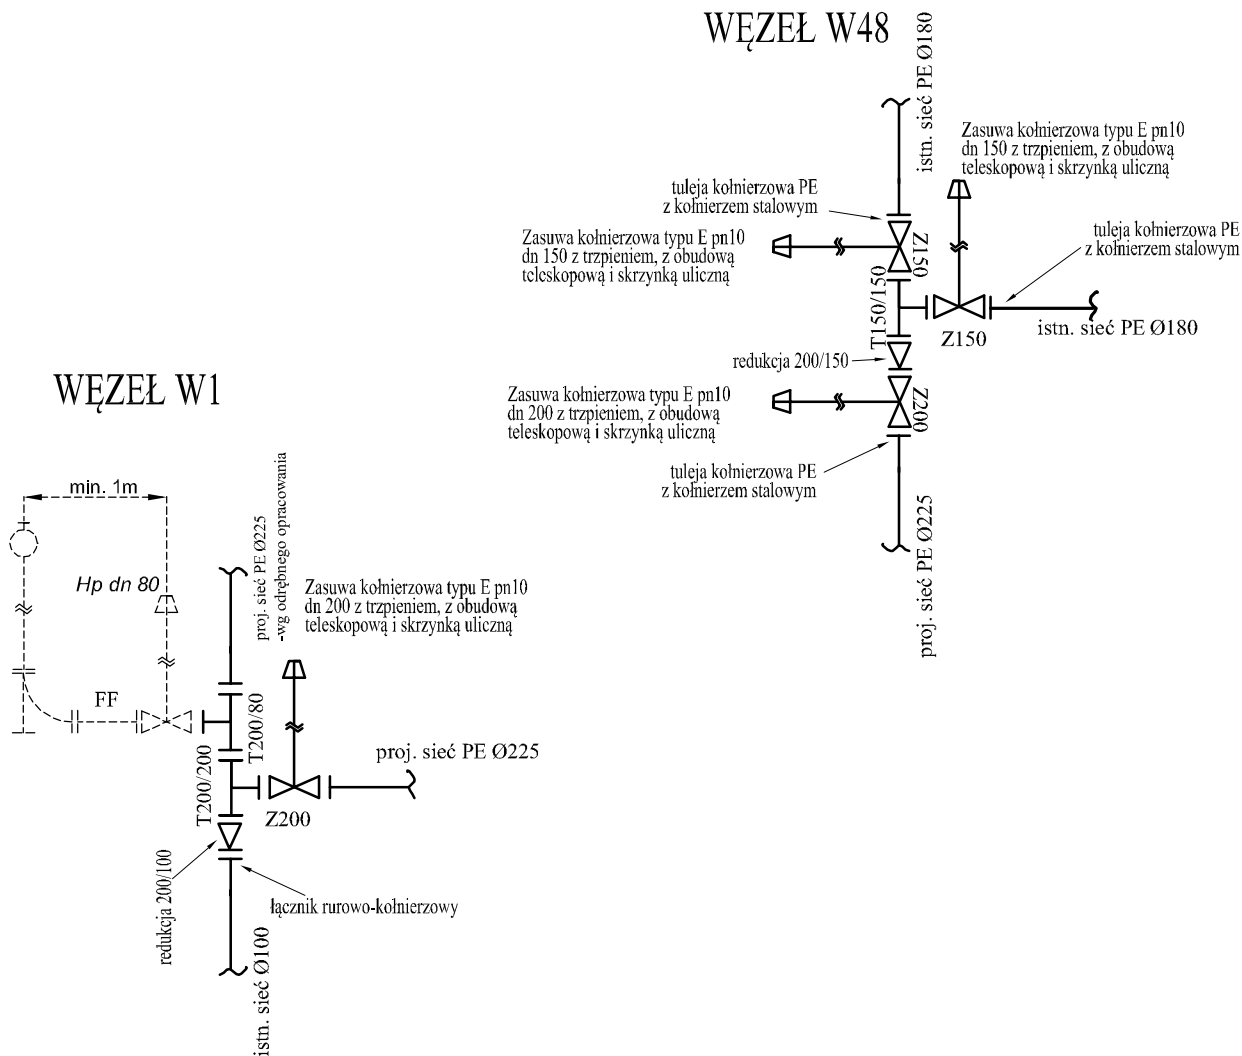 WĘZEŁ W48
istn. sieć PE Ø180
Zasuwa kołnierzowa typu E pn10
dn 150 z trzpieniem, z obudową
teleskopową i skrzynką uliczną
tuleja kołnierzowa PE
z kołnierzem stalowym
Zasuwa kołnierzowa typu E pn10
dn 150 z trzpieniem, z obudową
teleskopową i skrzynką uliczną
Z150
tuleja kołnierzowa PE
z kołnierzem stalowym
T150/150
Z150
istn. sieć PE Ø180
redukcja 200/150
Zasuwa kołnierzowa typu E pn10
dn 200 z trzpieniem, z obudową
teleskopową i skrzynką uliczną
Z200
tuleja kołnierzowa PE
z kołnierzem stalowym
proj. sieć PE Ø225
WĘZEŁ W1
min. 1m
Hp dn 80
FF
proj. sieć PE Ø225
-wg odrębnego opracowania
Zasuwa kołnierzowa typu E pn10
dn 200 z trzpieniem, z obudową
teleskopową i skrzynką uliczną
T200/80
T200/200
proj. sieć PE Ø225
Z200
redukcja 200/100
łącznik rurowo-kołnierzowy
istn. sieć Ø100